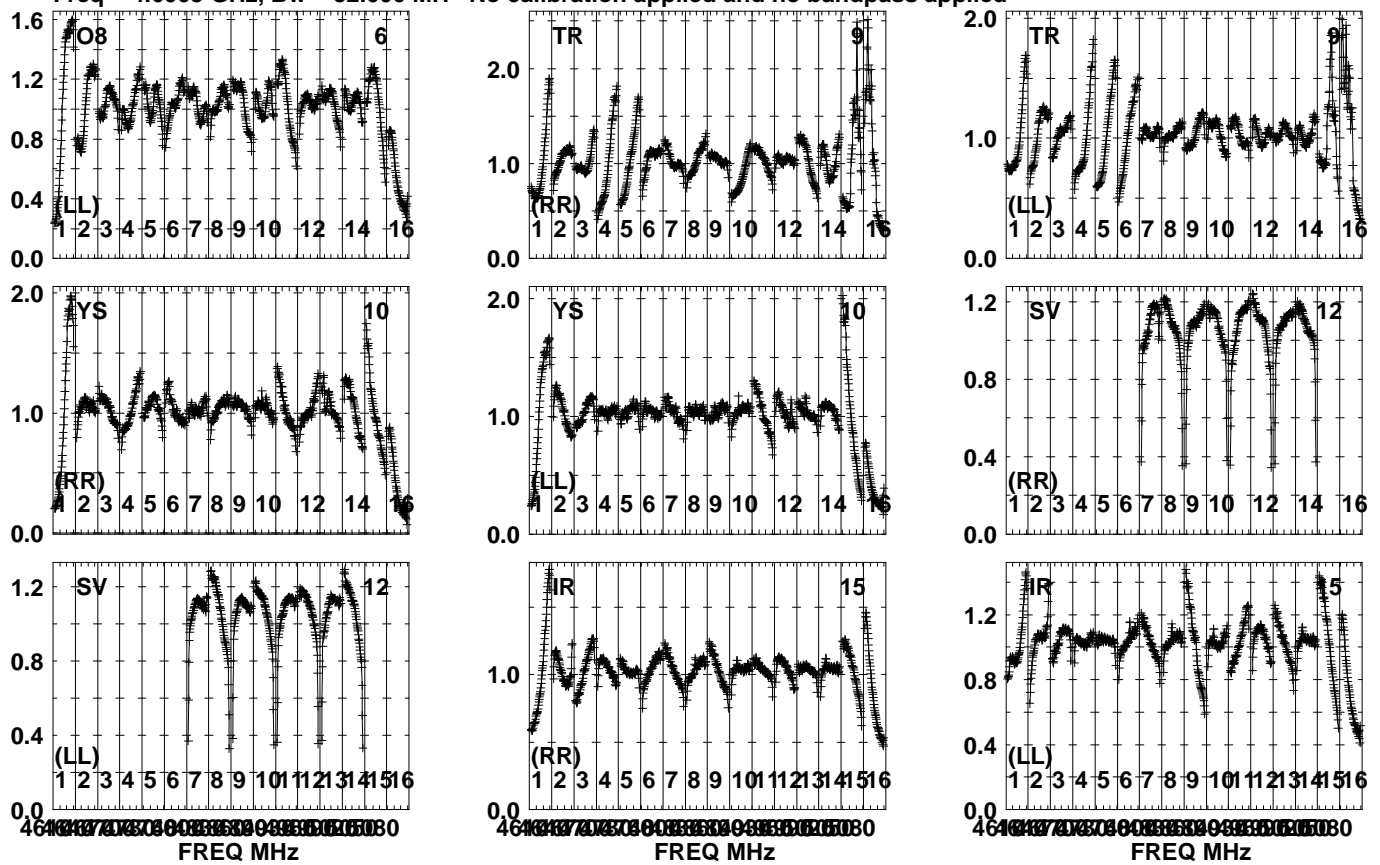 No calibration applied and no bandpass applied
1.6
1.2
0.8
0.4
0.0
O8 6
(LL)
1 2 3 4 5 6 7 8 9 10 12 14 16
2.0
1.0
0.0
TR 9
(RR)
1 2 3 4 5 6 7 8 9 10 12 14 16
2.0
1.0
0.0
TR 9
(LL)
1 2 3 4 5 6 7 8 9 10 12 14 16
2.0
1.0
0.0
YS 10
(RR)
1 2 3 4 5 6 7 8 9 10 12 14 16
2.0
1.0
0.0
YS 10
(LL)
1 2 3 4 5 6 7 8 9 10 12 14 16
1.2
0.8
0.4
0.0
SV 12
(RR)
1 2 3 4 5 6 7 8 9 10 12 14 16
1.2
0.8
0.4
0.0
SV 12
(LL)
1 2 3 4 5 6 7 8 9 10 11 12 13 14 15 16
FREQ MHz
1.0
0.0
IR 15
(RR)
1 2 3 4 5 6 7 8 9 10 11 12 13 14 15 16
FREQ MHz
1.2
0.8
0.4
0.0
IR
(LL)
1 2 3 4 5 6 7 8 9 10 11 12 13 14 15 16
FREQ MHz